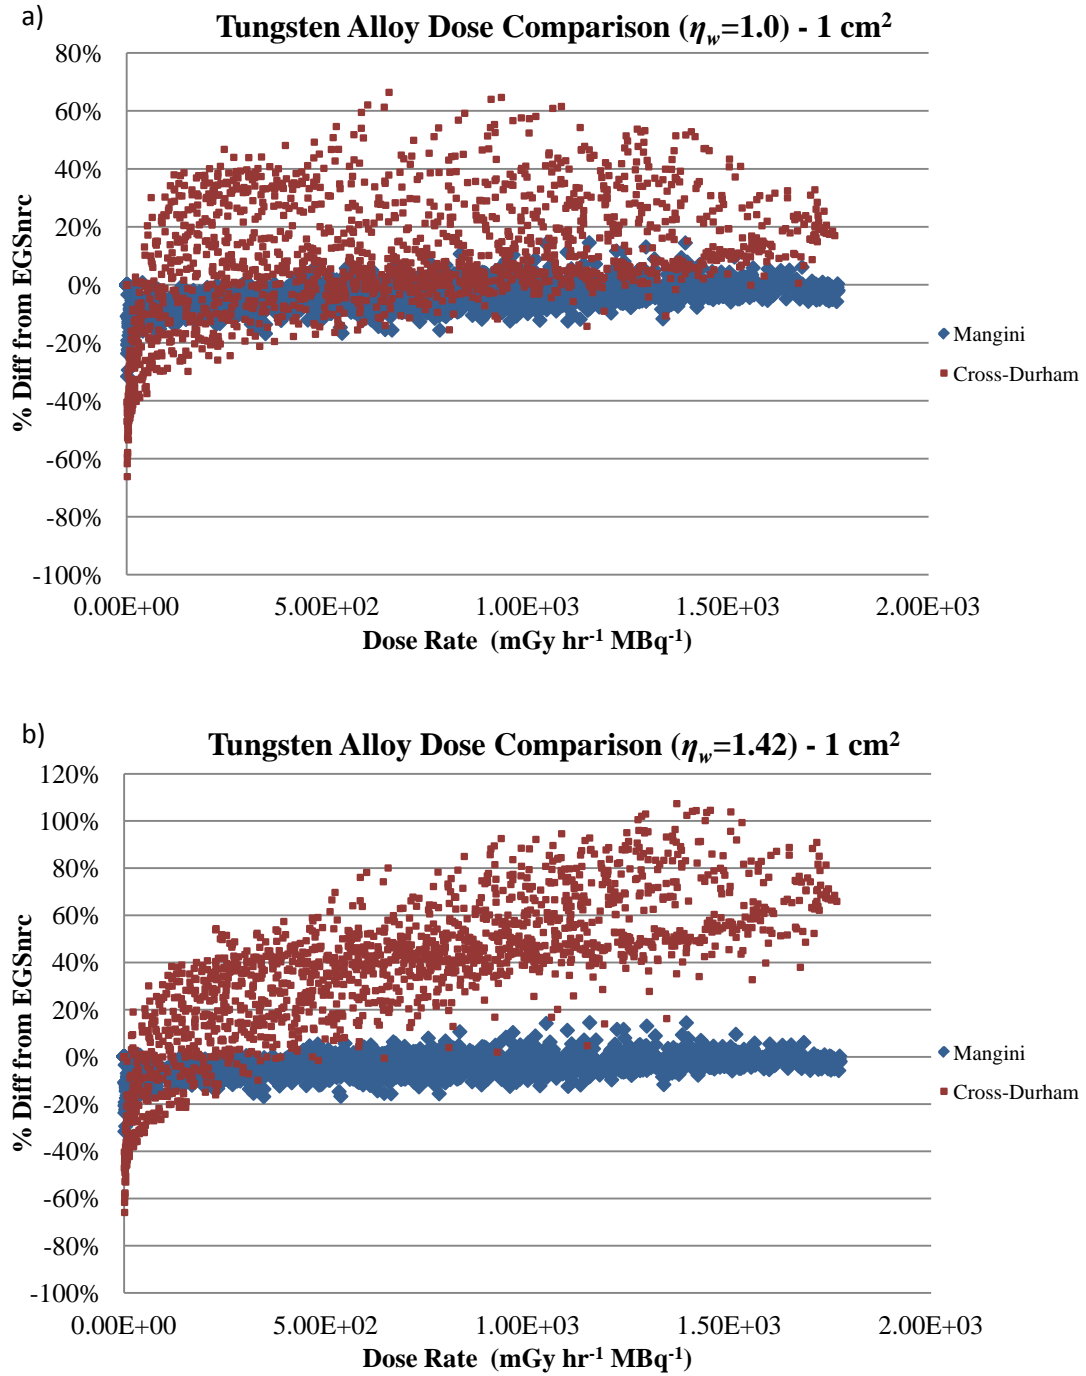 a)
Tungsten Alloy Dose Comparison (ηw=1.0) - 1 cm²
80%
60%
40%
20%
0%
-20%
-40%
-60%
-80%
-100%
% Diff from EGSnrc
0.00E+00 5.00E+02 1.00E+03 1.50E+03 2.00E+03
Dose Rate (mGy hr⁻¹ MBq⁻¹)
Mangini
Cross-Durham
b)
Tungsten Alloy Dose Comparison (ηw=1.42) - 1 cm²
120%
100%
80%
60%
40%
20%
0%
-20%
-40%
-60%
-80%
-100%
% Diff from EGSnrc
0.00E+00 5.00E+02 1.00E+03 1.50E+03 2.00E+03
Dose Rate (mGy hr⁻¹ MBq⁻¹)
Mangini
Cross-Durham